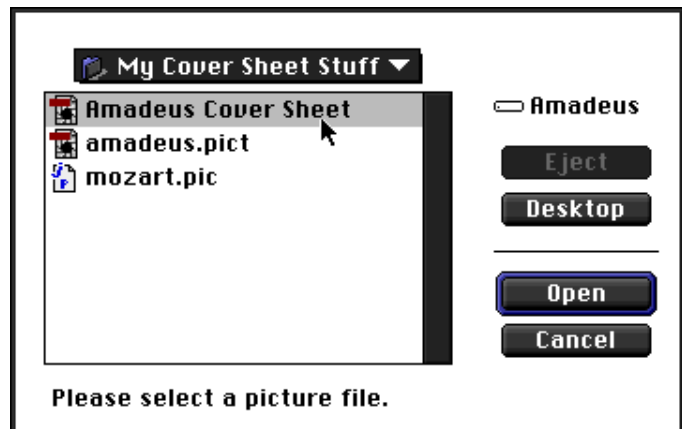 My Cover Sheet Stuff
Amadeus Cover Sheet
amadeus.pict
mozart.pic
Amadeus
Eject
Desktop
Open
Cancel
Please select a picture file.